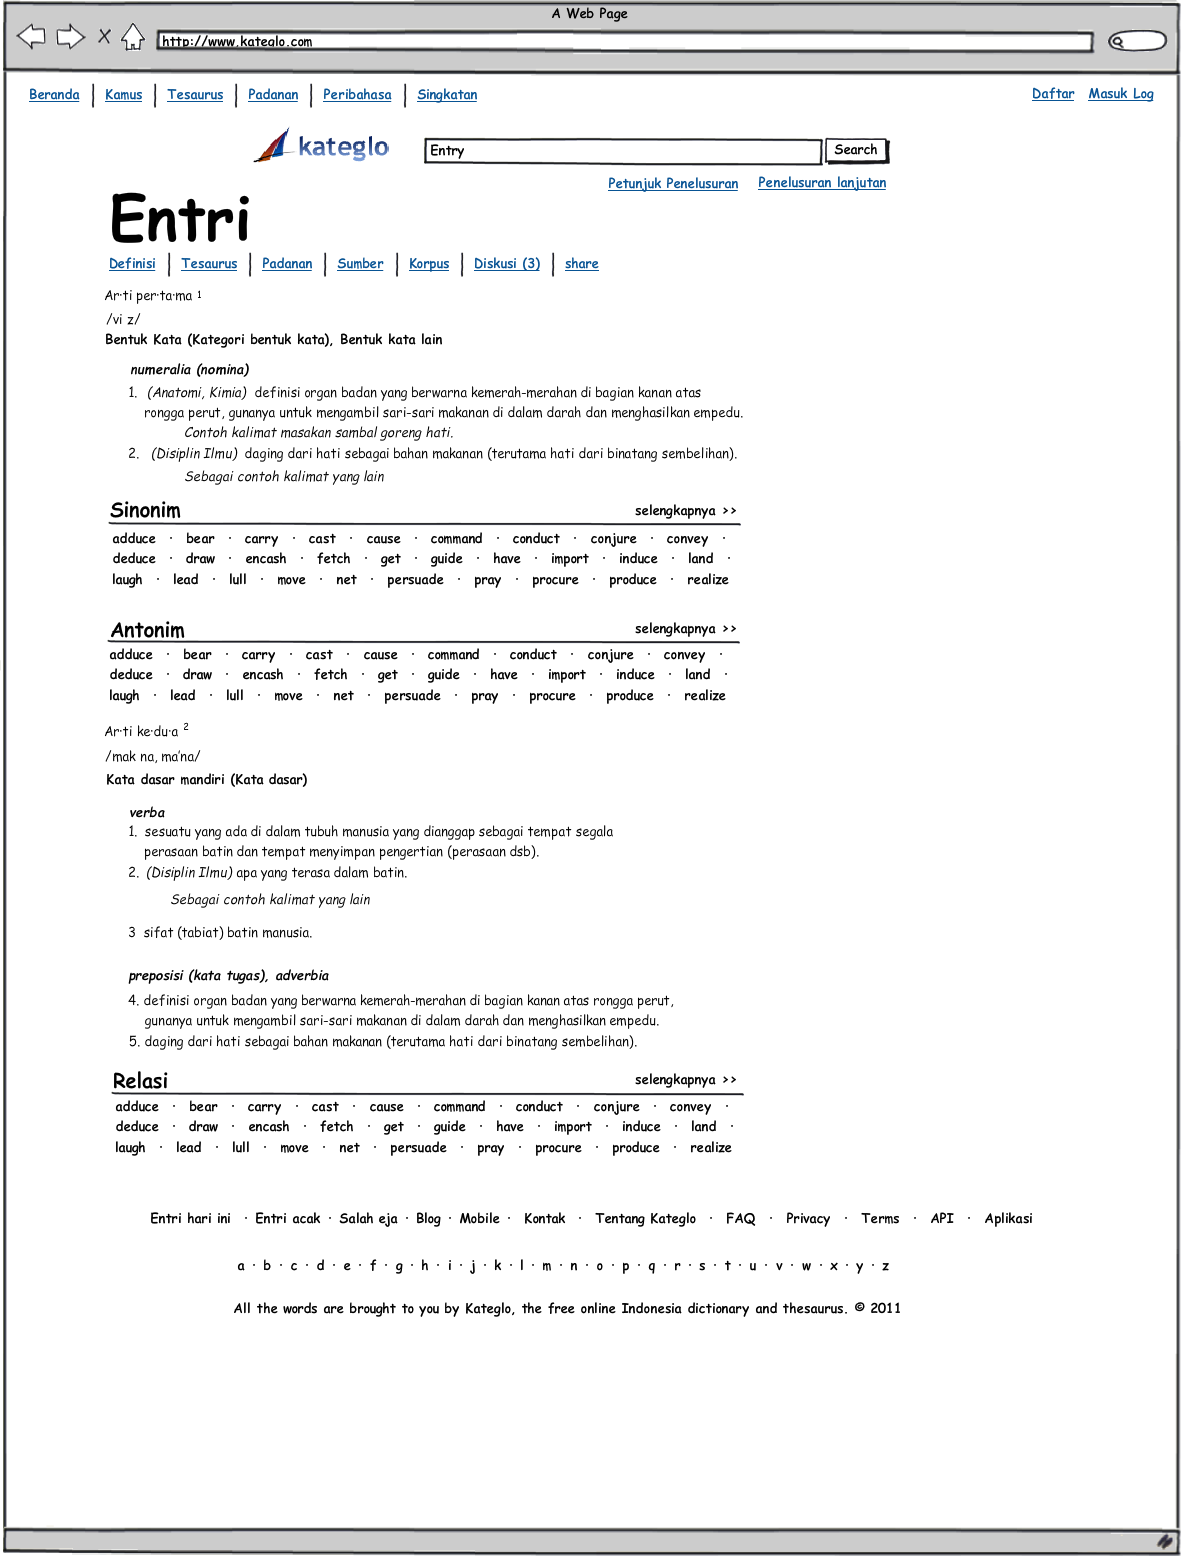 A Web Page
http://www.kateglo.com
Beranda | Kamus | Tesaurus | Padanan | Peribahasa | Singkatan Daftar Masuk Log
kateglo Entry Search
Petunjuk Penelusuran Penelusuran lanjutan
Entri
Definisi | Tesaurus | Padanan | Sumber | Korpus | Diskusi (3) | share
Ar·ti per·ta·ma 1
/vi z/
Bentuk Kata (Kategori bentuk kata), Bentuk kata lain
numeralia (nomina)
1. (Anatomi, Kimia) definisi organ badan yang berwarna kemerah-merahan di bagian kanan atas
rongga perut, gunanya untuk mengambil sari-sari makanan di dalam darah dan menghasilkan empedu.
Contoh kalimat masakan sambal goreng hati.
2. (Disiplin Ilmu) daging dari hati sebagai bahan makanan (terutama hati dari binatang sembelihan).
Sebagai contoh kalimat yang lain
Sinonim selengkapnya >>
adduce · bear · carry · cast · cause · command · conduct · conjure · convey ·
deduce · draw · encash · fetch · get · guide · have · import · induce · land ·
laugh · lead · lull · move · net · persuade · pray · procure · produce · realize
Antonim selengkapnya >>
adduce · bear · carry · cast · cause · command · conduct · conjure · convey ·
deduce · draw · encash · fetch · get · guide · have · import · induce · land ·
laugh · lead · lull · move · net · persuade · pray · procure · produce · realize
Ar·ti ke·du·a 2
/mak na, ma'na/
Kata dasar mandiri (Kata dasar)
verba
1. sesuatu yang ada di dalam tubuh manusia yang dianggap sebagai tempat segala
perasaan batin dan tempat menyimpan pengertian (perasaan dsb).
2. (Disiplin Ilmu) apa yang terasa dalam batin.
Sebagai contoh kalimat yang lain
3 sifat (tabiat) batin manusia.
preposisi (kata tugas), adverbia
4. definisi organ badan yang berwarna kemerah-merahan di bagian kanan atas rongga perut,
gunanya untuk mengambil sari-sari makanan di dalam darah dan menghasilkan empedu.
5. daging dari hati sebagai bahan makanan (terutama hati dari binatang sembelihan).
Relasi selengkapnya >>
adduce · bear · carry · cast · cause · command · conduct · conjure · convey ·
deduce · draw · encash · fetch · get · guide · have · import · induce · land ·
laugh · lead · lull · move · net · persuade · pray · procure · produce · realize
Entri hari ini · Entri acak · Salah eja · Blog · Mobile · Kontak · Tentang Kateglo · FAQ · Privacy · Terms · API · Aplikasi
a · b · c · d · e · f · g · h · i · j · k · l · m · n · o · p · q · r · s · t · u · v · w · x · y · z
All the words are brought to you by Kateglo, the free online Indonesia dictionary and thesaurus. © 2011